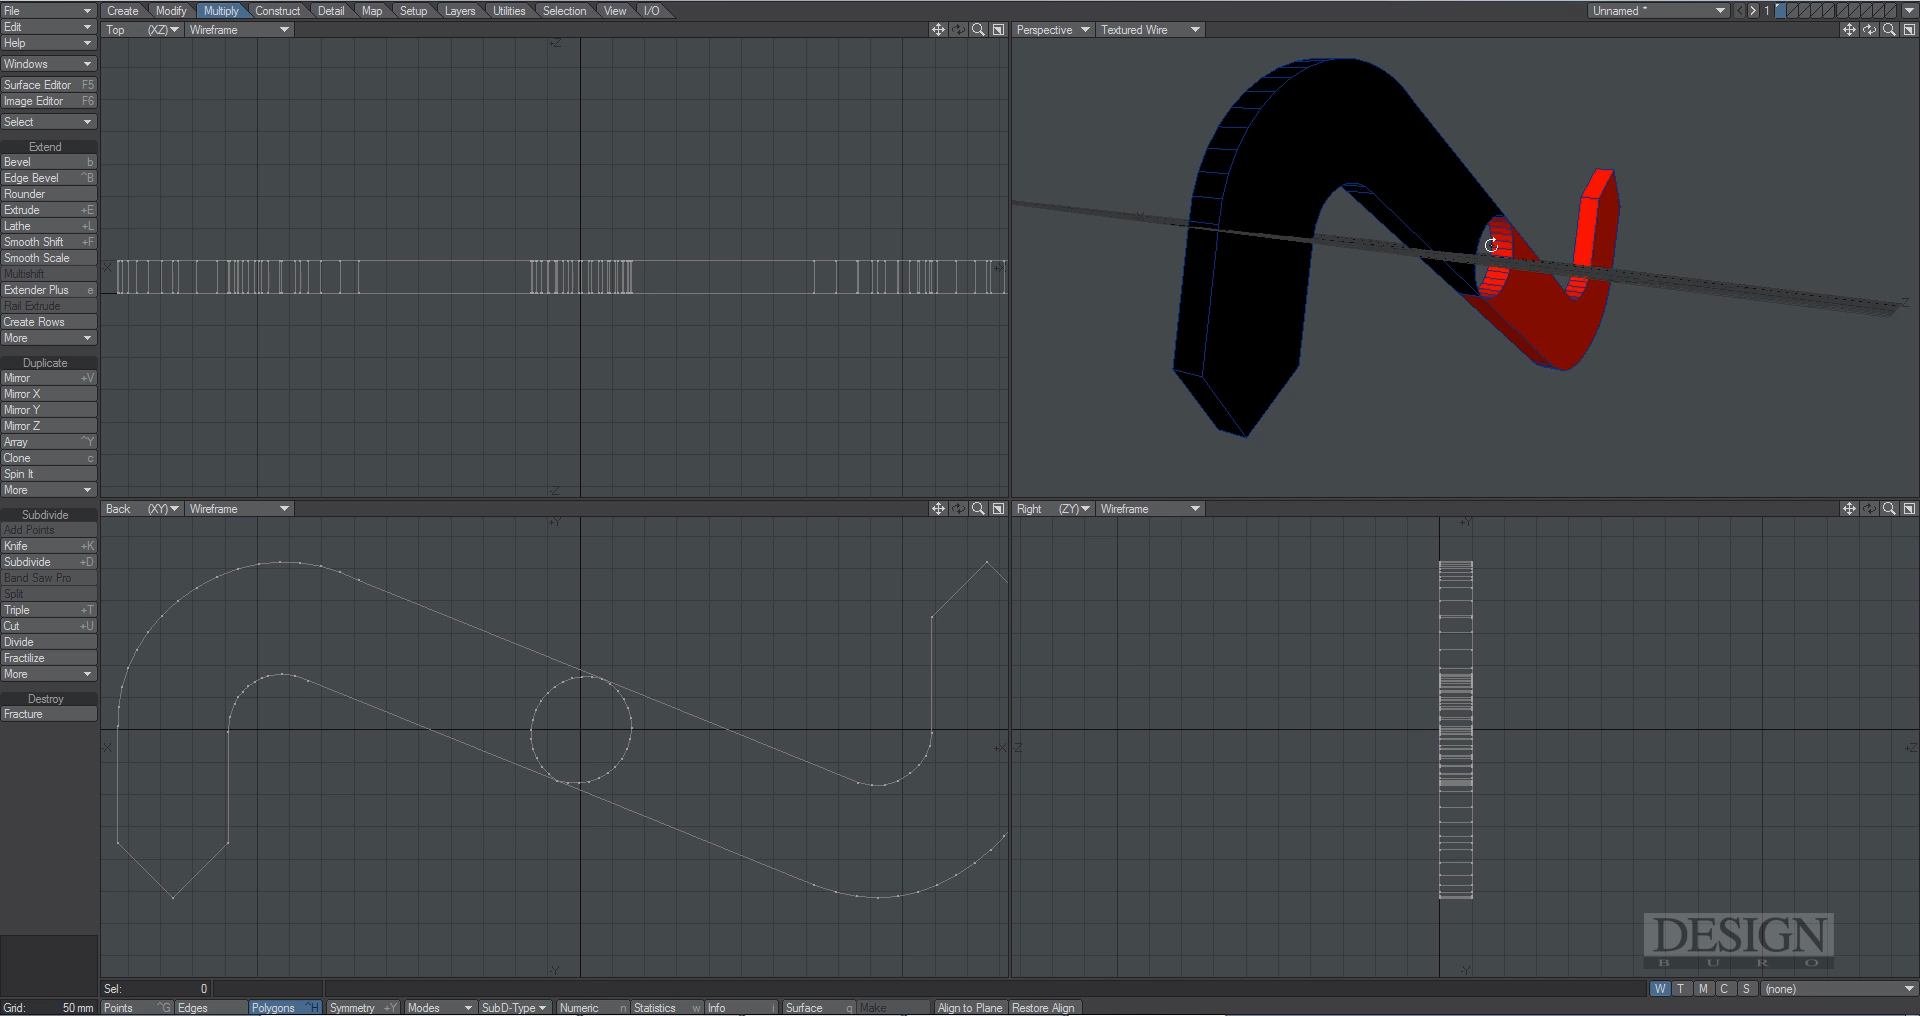 File Create Modify Multiply Construct Detail Map Setup Layers Utilities Selection View I/O Unnamed * < > 1
Edit
Help
Windows
Surface Editor F5
Image Editor F6
Select
Extend
Bevel b
Edge Bevel ^B
Rounder
Extrude +E
Lathe +L
Smooth Shift +F
Smooth Scale
Multishift
Extender Plus e
Rail Extrude
Create Rows
More
Duplicate
Mirror +V
Mirror X
Mirror Y
Mirror Z
Array ^Y
Clone c
Spin It
More
Subdivide
Add Points
Knife +K
Subdivide +D
Band Saw Pro
Split
Triple +T
Cut +U
Divide
Fractilize
More
Destroy
Fracture
Top (XZ) Wireframe
+Z
-X
+X
-Z
Perspective Textured Wire
Z
Back (XY) Wireframe
+Y
-X
+X
-Y
Right (ZY) Wireframe
+Y
-Z
+Z
-Y
DESIGN
BURO
Sel: 0
W T M C S (none)
Grid: 50 mm Points ^G Edges Polygons ^H Symmetry +Y Modes SubD-Type Numeric n Statistics w Info i Surface q Make Align to Plane Restore Align